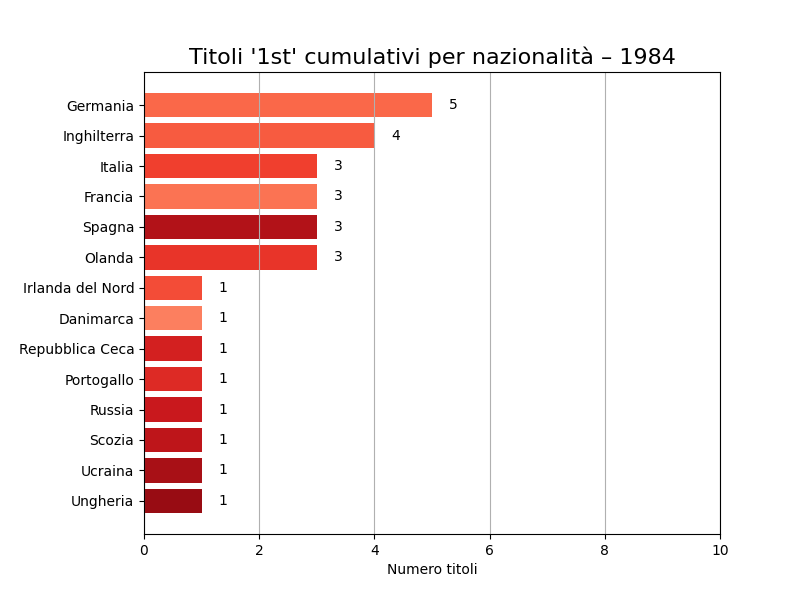 Titoli '1st' cumulativi per nazionalità – 1984
Germania 5
Inghilterra 4
Italia 3
Francia 3
Spagna 3
Olanda 3
Irlanda del Nord 1
Danimarca 1
Repubblica Ceca 1
Portogallo 1
Russia 1
Scozia 1
Ucraina 1
Ungheria 1
0 2 4 6 8 10
Numero titoli